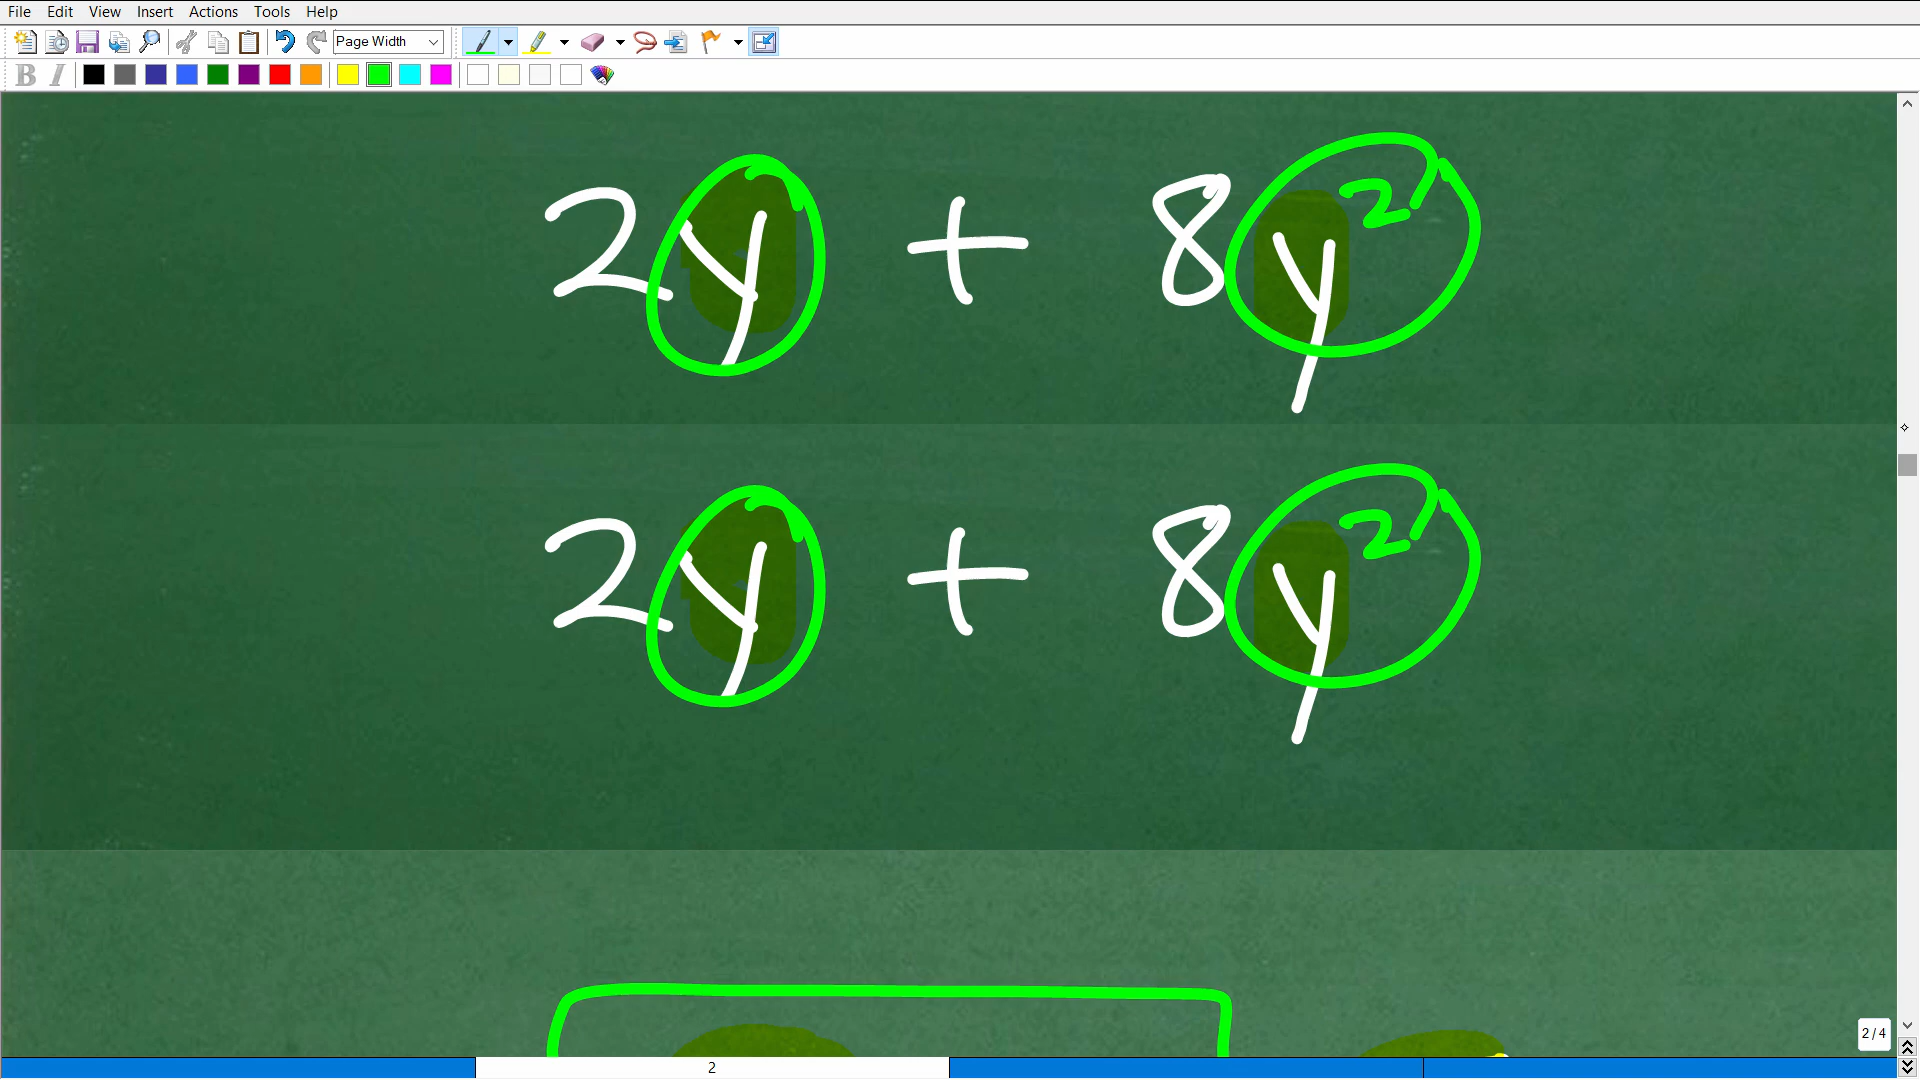 File Edit View Insert Actions Tools Help
Page Width
B I
2y + 8y²
2y + 8y²
2 / 4
2